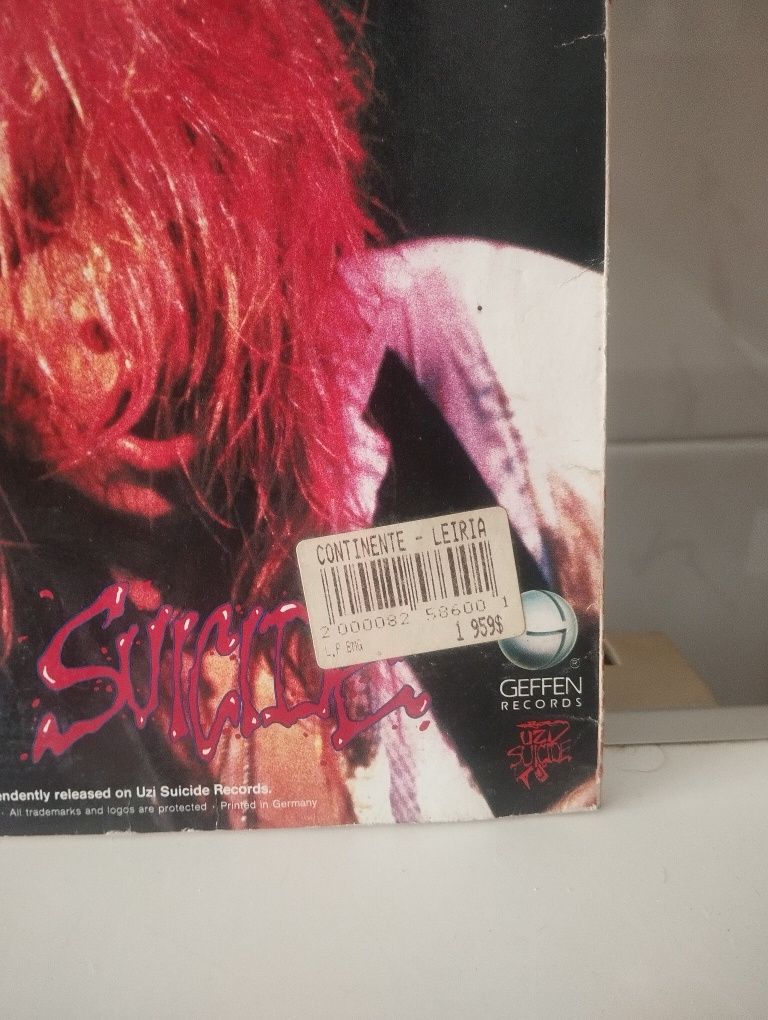 CONTINENTE - LEIRIA
2 000082 58600 1
1 959$
L.P BMG
SUICIDE
GEFFEN
RECORDS
®
UZI
SUICIDE
ndently released on Uzi Suicide Records.
· All trademarks and logos are protected · Printed in Germany